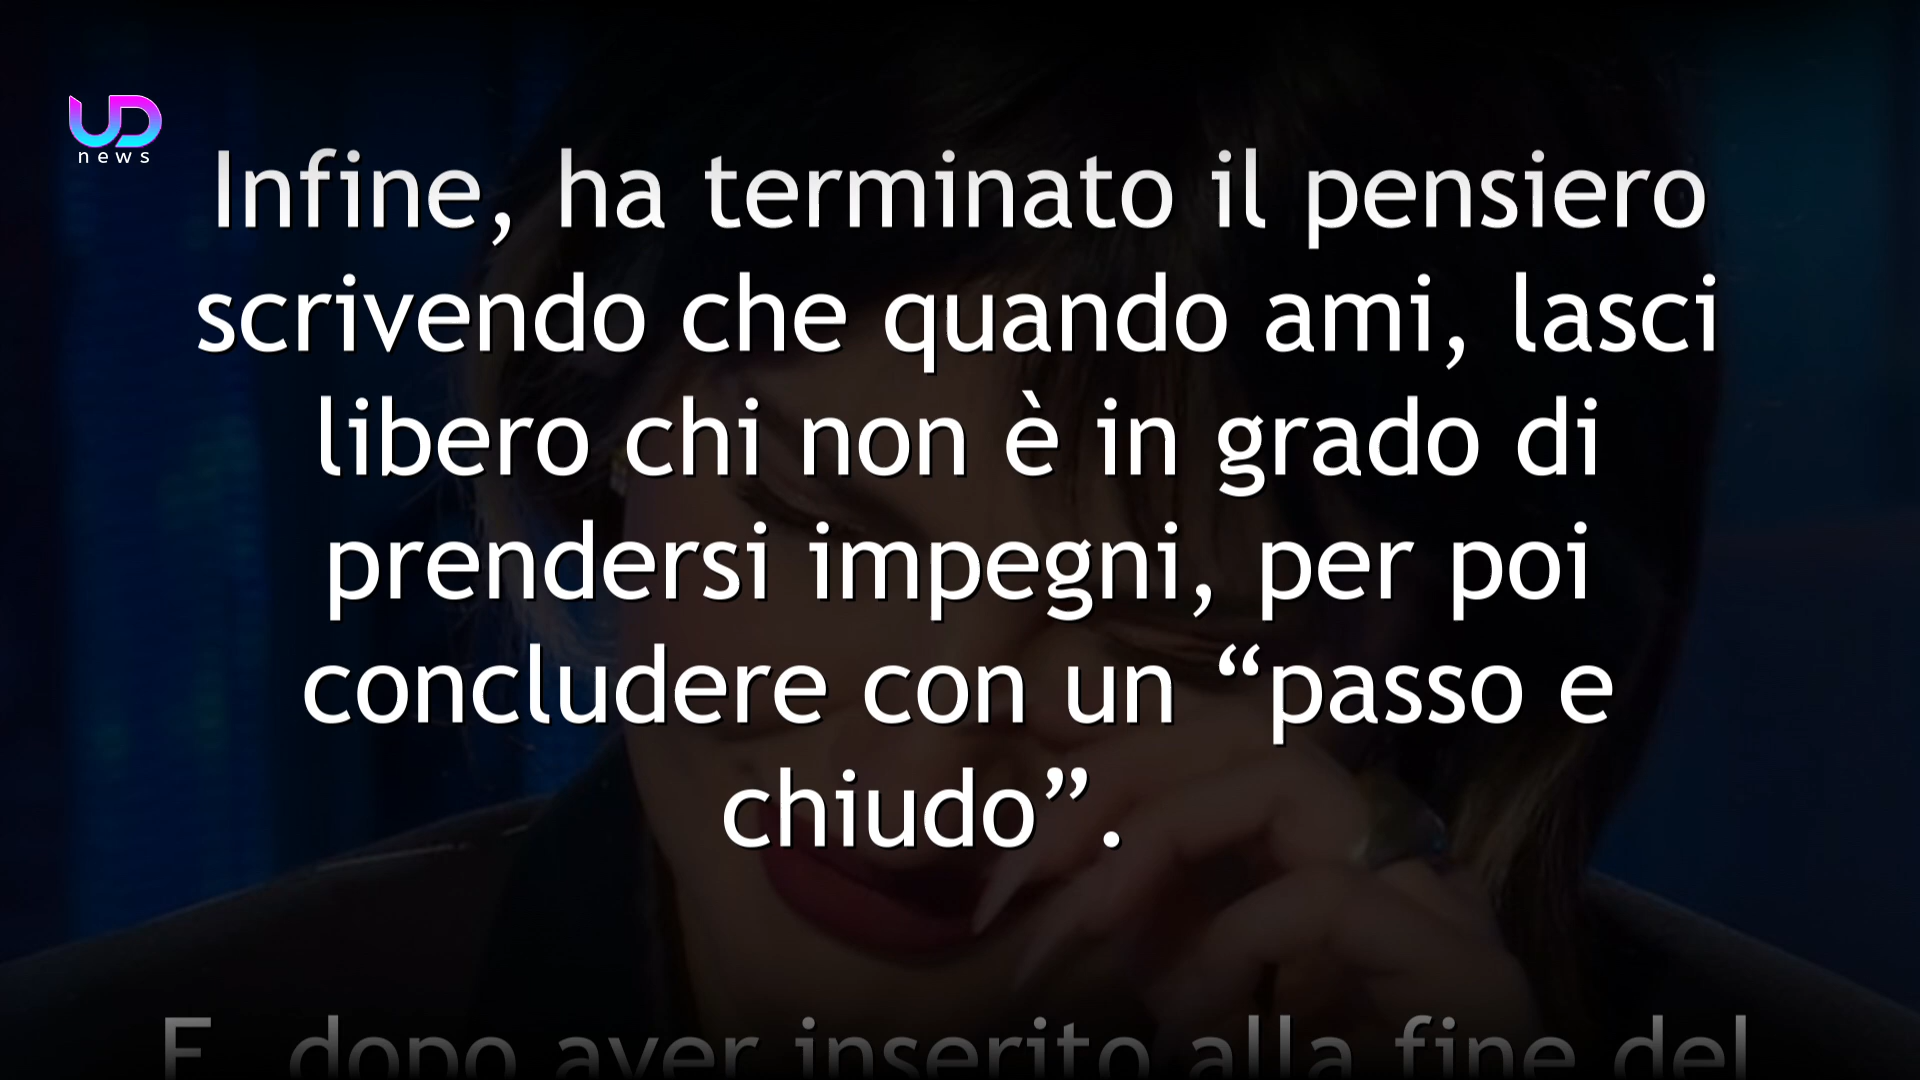 UD
news
Infine, ha terminato il pensiero
scrivendo che quando ami, lasci
libero chi non è in grado di
prendersi impegni, per poi
concludere con un “passo e
chiudo”.
E, dopo aver inserito alla fine del